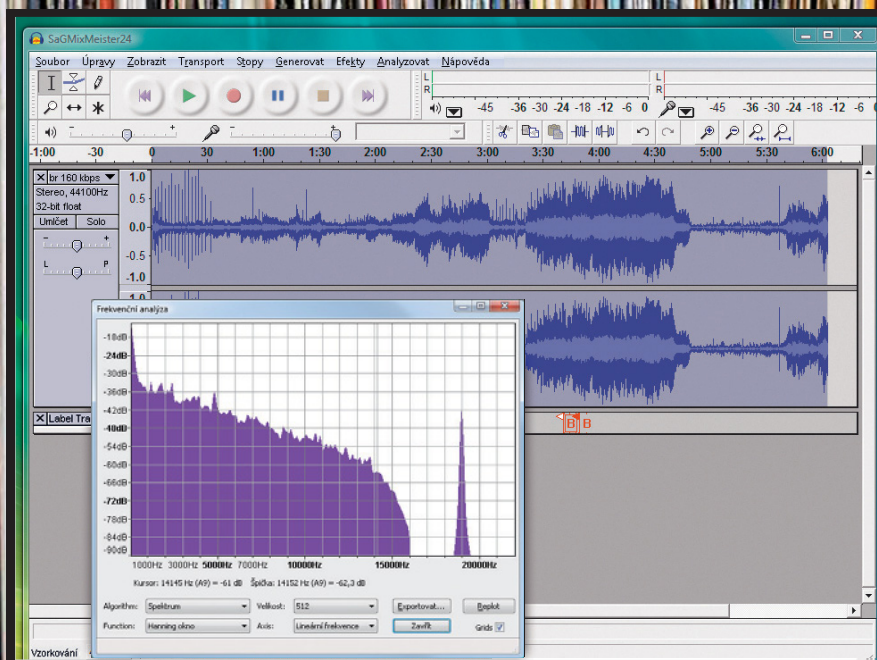 SaGMixMeister24
Soubor Úpravy Zobrazit Transport Stopy Generovat Efekty Analyzovat Nápověda
L
R
-45 -36 -30 -24 -18 -12 -6 0
L
R
-45 -36 -30 -24 -18 -12 -6 0
-1:00 -30 0 30 1:00 1:30 2:00 2:30 3:00 3:30 4:00 4:30 5:00 5:30 6:00
br 160 kbps
Stereo, 44100Hz
32-bit float
Umlčet Solo
- +
L P
1.0
0.5
0.0
-0.5
-1.0
1.0
Label Tra
B B
Frekvenční analýza
-18dB
-24dB
-30dB
-36dB
-42dB
-48dB
-54dB
-60dB
-66dB
-72dB
-78dB
-84dB
-90dB
1000Hz 3000Hz 5000Hz 7000Hz 10000Hz 15000Hz 20000Hz
Kursor: 14145 Hz (A9) = -61 dB Špička: 14152 Hz (A9) = -62,3 dB
Algorithm: Spektrum Velikost: 512 Exportovat... Replot
Function: Hanning okno Axis: Lineární frekvence Zavřít Grids
Vzorkování